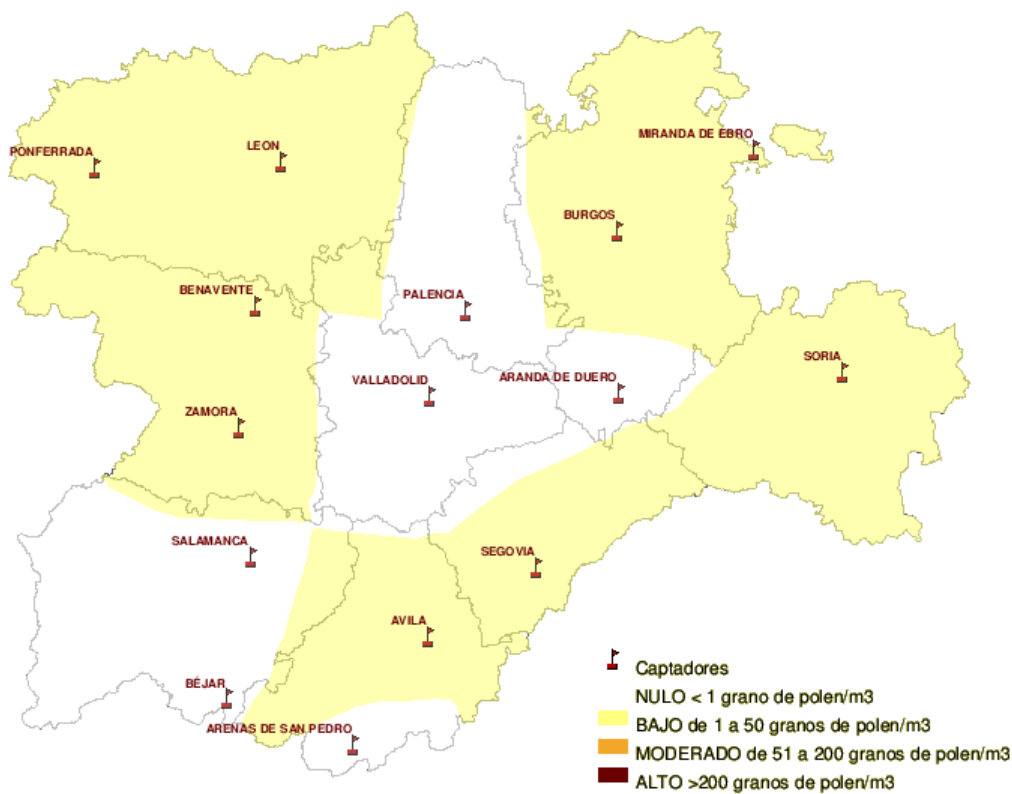 MIRANDA DE EBRO
PONFERRADA
LEON
BURGOS
BENAVENTE
PALENCIA
SORIA
VALLADOLID
ARANDA DE DUERO
ZAMORA
SALAMANCA
SEGOVIA
AVILA
BÉJAR
ARENAS DE SAN PEDRO
Captadores
NULO < 1 grano de polen/m3
BAJO de 1 a 50 granos de polen/m3
MODERADO de 51 a 200 granos de polen/m3
ALTO >200 granos de polen/m3